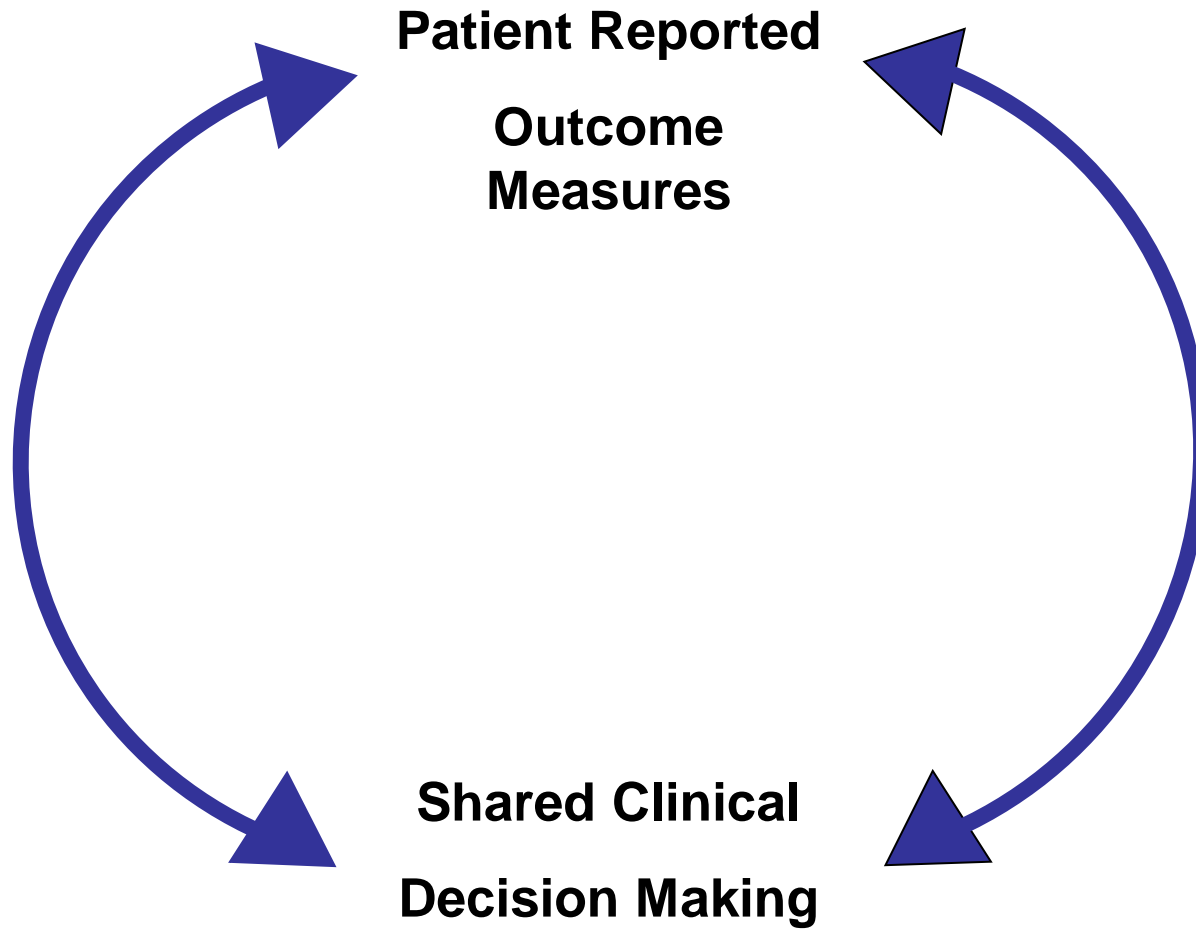 Patient Reported
Outcome
Measures
Shared Clinical
Decision Making